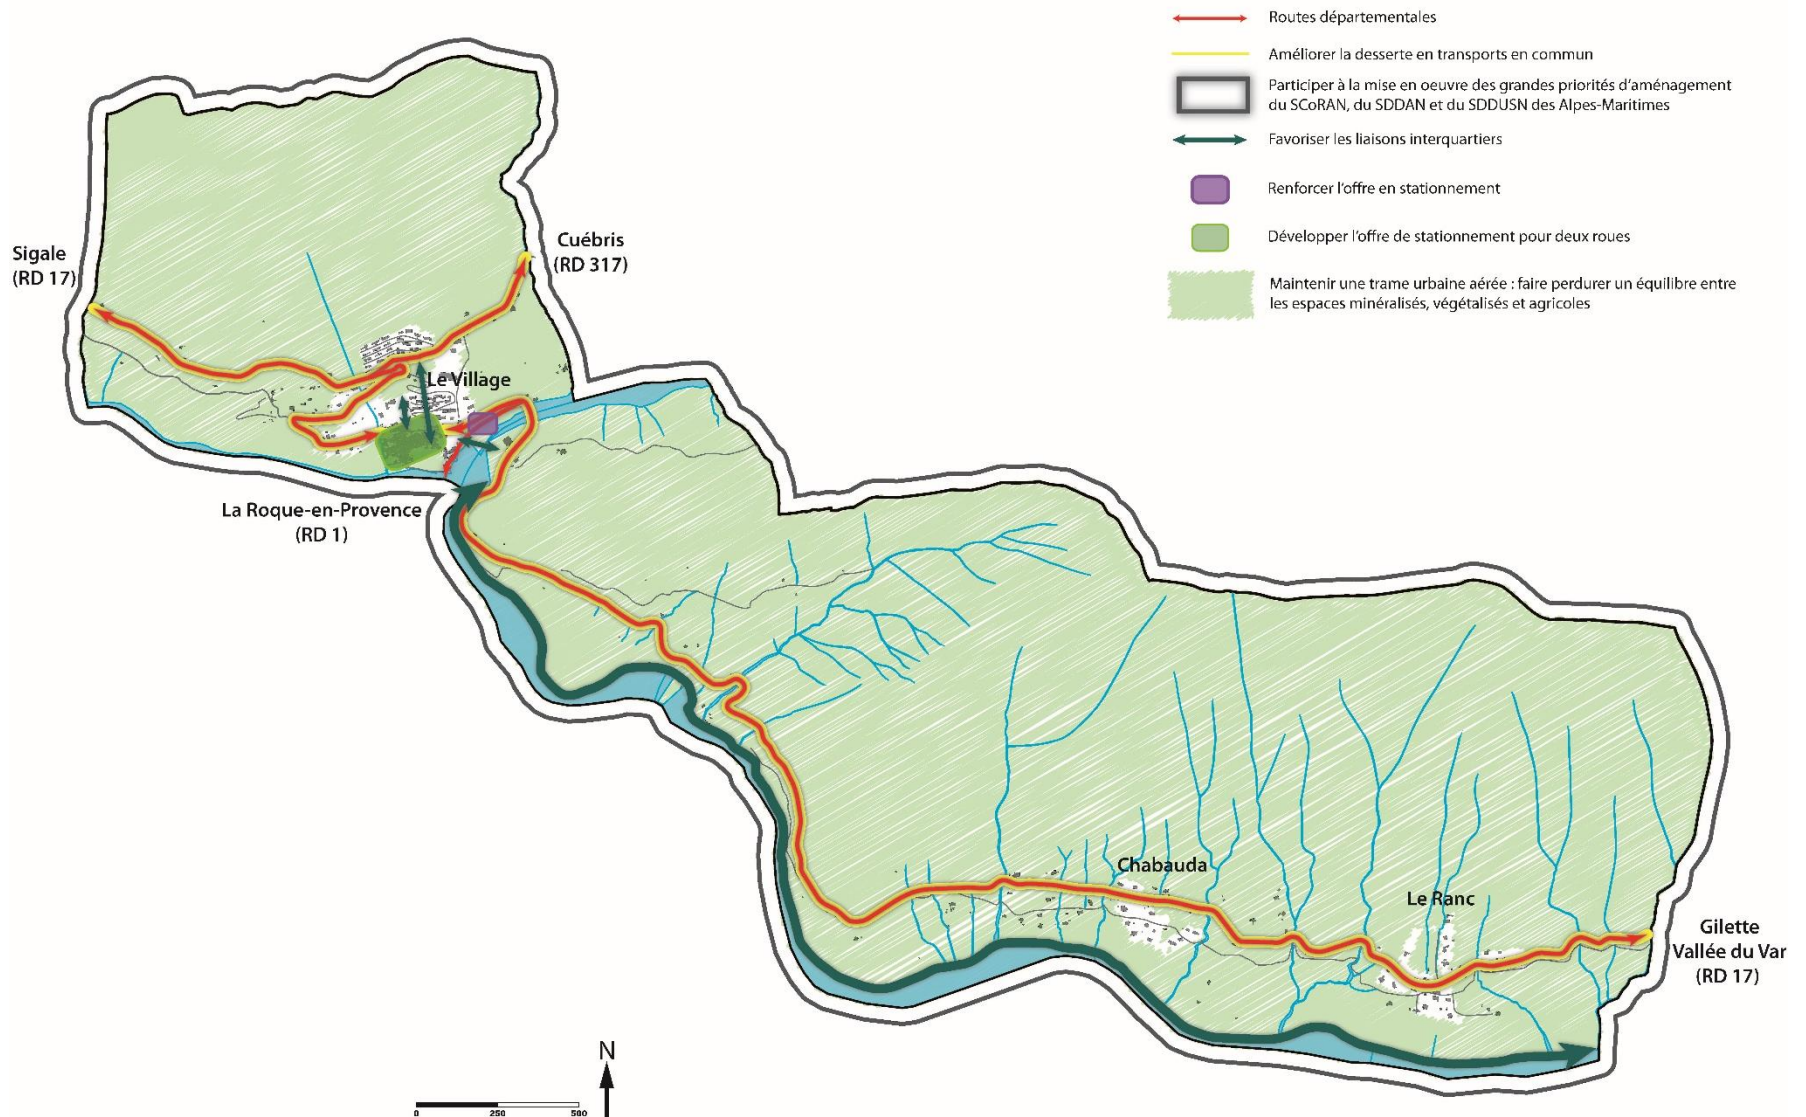 Routes départementales
Améliorer la desserte en transports en commun
Participer à la mise en oeuvre des grandes priorités d'aménagement
du SCoRAN, du SDDAN et du SDDUSN des Alpes-Maritimes
Favoriser les liaisons interquartiers
Renforcer l'offre en stationnement
Développer l'offre de stationnement pour deux roues
Maintenir une trame urbaine aérée : faire perdurer un équilibre entre
les espaces minéralisés, végétalisés et agricoles
Sigale
(RD 17)
Cuébris
(RD 317)
Le Village
La Roque-en-Provence
(RD 1)
Chabauda
Le Ranc
Gilette
Vallée du Var
(RD 17)
N
0 250 500